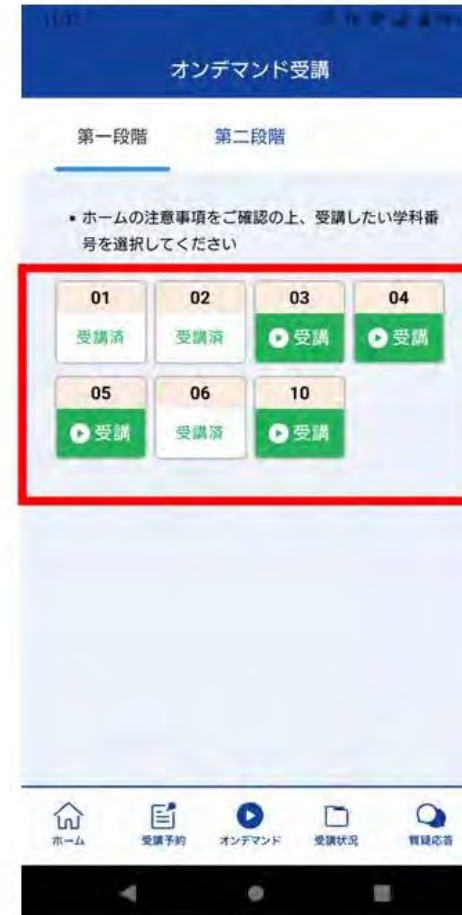 オンデマンド受講
第一段階 第二段階
• ホームの注意事項をご確認の上、受講したい学科番
号を選択してください
01 02 03 04
受講済 受講済 受講 受講
05 06 10
受講 受講済 受講
ホーム 受講予約 オンデマンド 受講状況 質疑応答